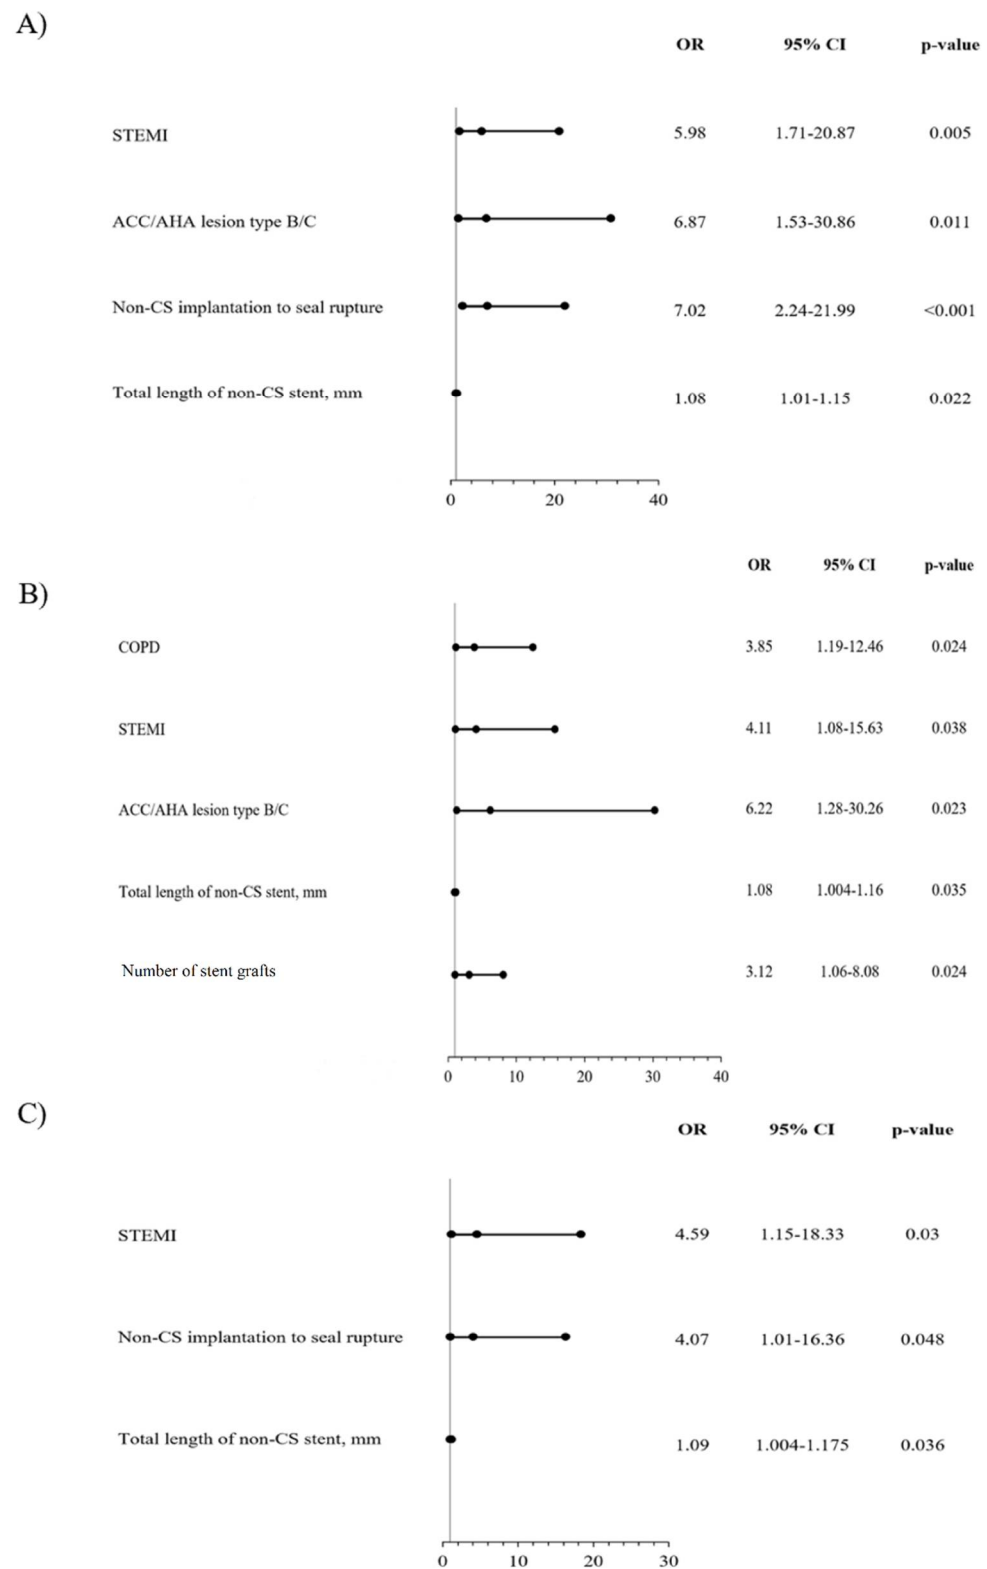 A)
OR 95% CI p-value
STEMI 5.98 1.71-20.87 0.005
ACC/AHA lesion type B/C 6.87 1.53-30.86 0.011
Non-CS implantation to seal rupture 7.02 2.24-21.99 <0.001
Total length of non-CS stent, mm 1.08 1.01-1.15 0.022
0 20 40
OR 95% CI p-value
B)
COPD 3.85 1.19-12.46 0.024
STEMI 4.11 1.08-15.63 0.038
ACC/AHA lesion type B/C 6.22 1.28-30.26 0.023
Total length of non-CS stent, mm 1.08 1.004-1.16 0.035
Number of stent grafts 3.12 1.06-8.08 0.024
0 10 20 30 40
C)
OR 95% CI p-value
STEMI 4.59 1.15-18.33 0.03
Non-CS implantation to seal rupture 4.07 1.01-16.36 0.048
Total length of non-CS stent, mm 1.09 1.004-1.175 0.036
0 10 20 30